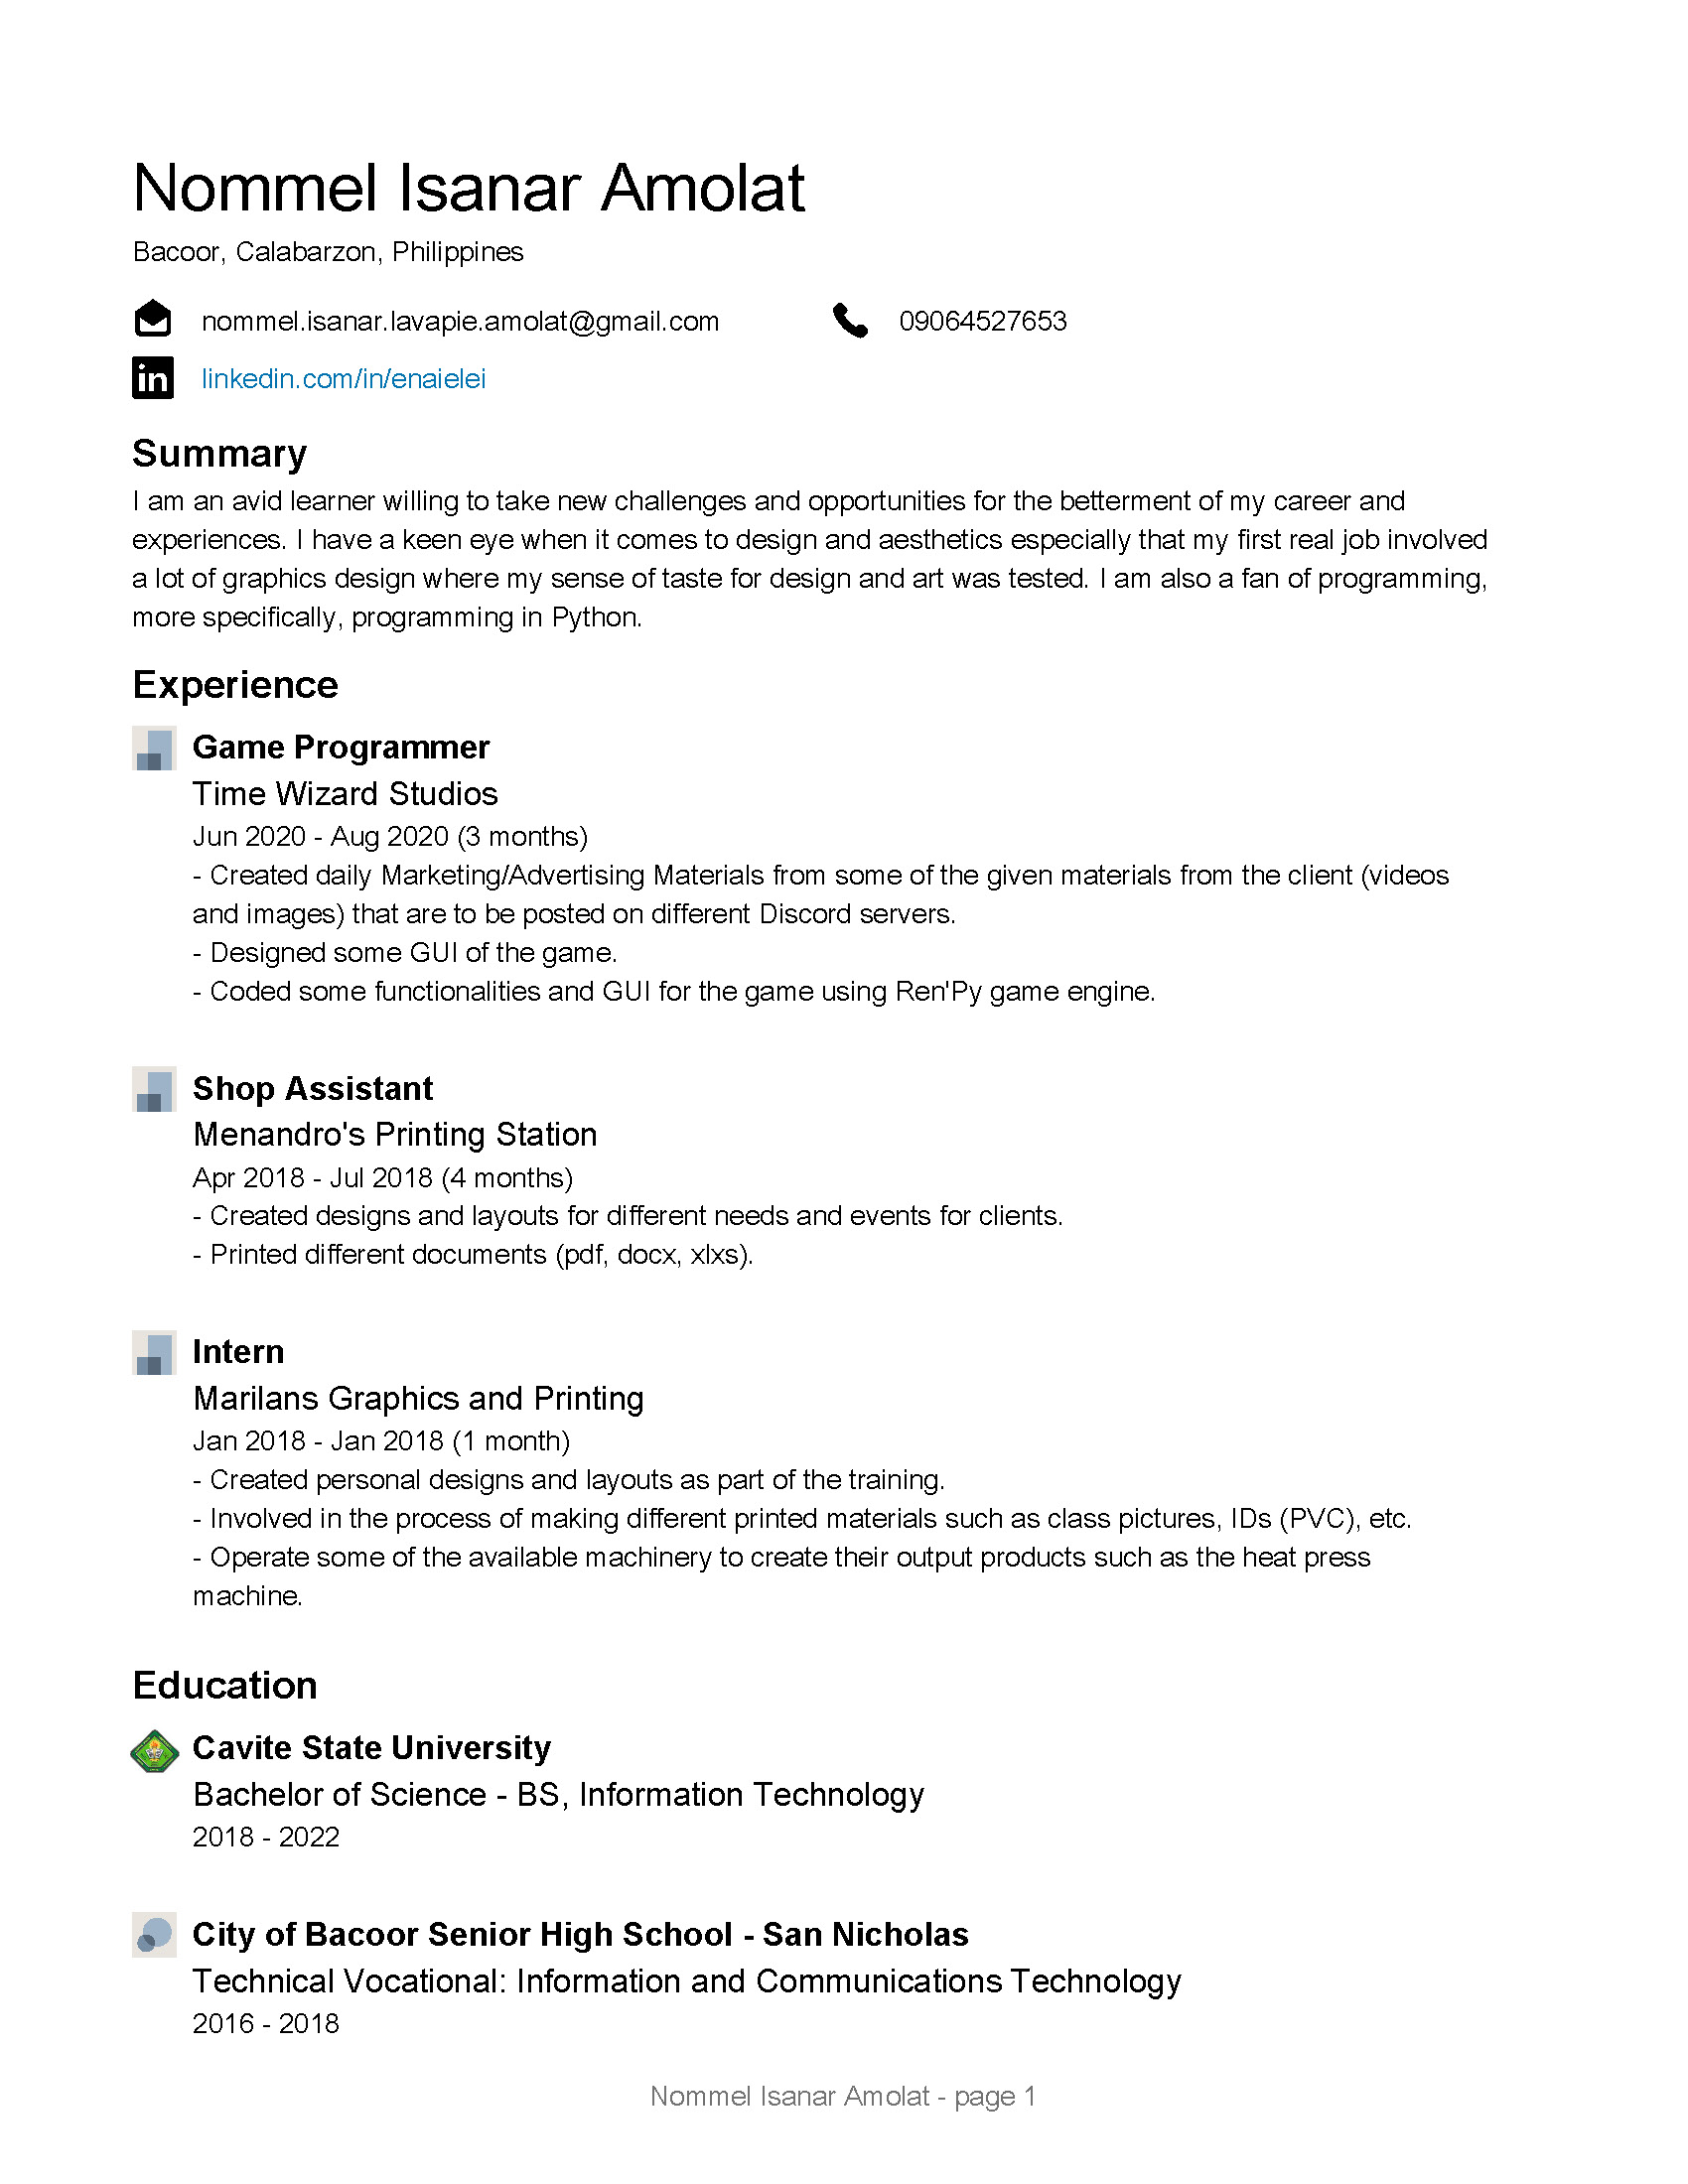 Nommel Isanar Amolat
Bacoor, Calabarzon, Philippines
nommel.isanar.lavapie.amolat@gmail.com 09064527653
in linkedin.com/in/enaielei
Summary
I am an avid learner willing to take new challenges and opportunities for the betterment of my career and
experiences. I have a keen eye when it comes to design and aesthetics especially that my first real job involved
a lot of graphics design where my sense of taste for design and art was tested. I am also a fan of programming,
more specifically, programming in Python.
Experience
Game Programmer
Time Wizard Studios
Jun 2020 - Aug 2020 (3 months)
- Created daily Marketing/Advertising Materials from some of the given materials from the client (videos
and images) that are to be posted on different Discord servers.
- Designed some GUI of the game.
- Coded some functionalities and GUI for the game using Ren'Py game engine.
Shop Assistant
Menandro's Printing Station
Apr 2018 - Jul 2018 (4 months)
- Created designs and layouts for different needs and events for clients.
- Printed different documents (pdf, docx, xlxs).
Intern
Marilans Graphics and Printing
Jan 2018 - Jan 2018 (1 month)
- Created personal designs and layouts as part of the training.
- Involved in the process of making different printed materials such as class pictures, IDs (PVC), etc.
- Operate some of the available machinery to create their output products such as the heat press
machine.
Education
Cavite State University
Bachelor of Science - BS, Information Technology
2018 - 2022
City of Bacoor Senior High School - San Nicholas
Technical Vocational: Information and Communications Technology
2016 - 2018
Nommel Isanar Amolat - page 1